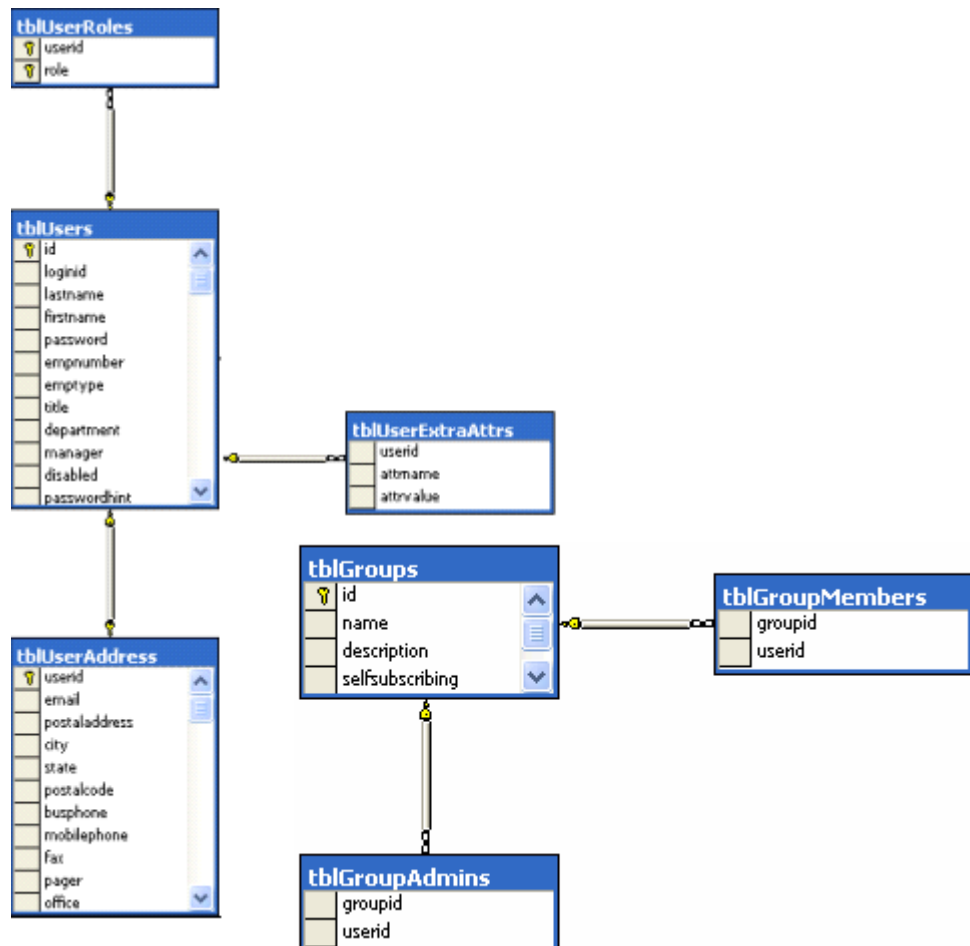 tblUserRoles
userid
role
tblUsers
id
loginid
lastname
firstname
password
empnumber
emptype
title
department
manager
disabled
passwordhint
tblUserExtraAttrs
userid
attrname
attrvalue
tblGroups
id
name
description
selfsubscribing
tblGroupMembers
groupid
userid
tblUserAddress
userid
email
postaladdress
city
state
postalcode
busphone
mobilephone
fax
pager
office
tblGroupAdmins
groupid
userid